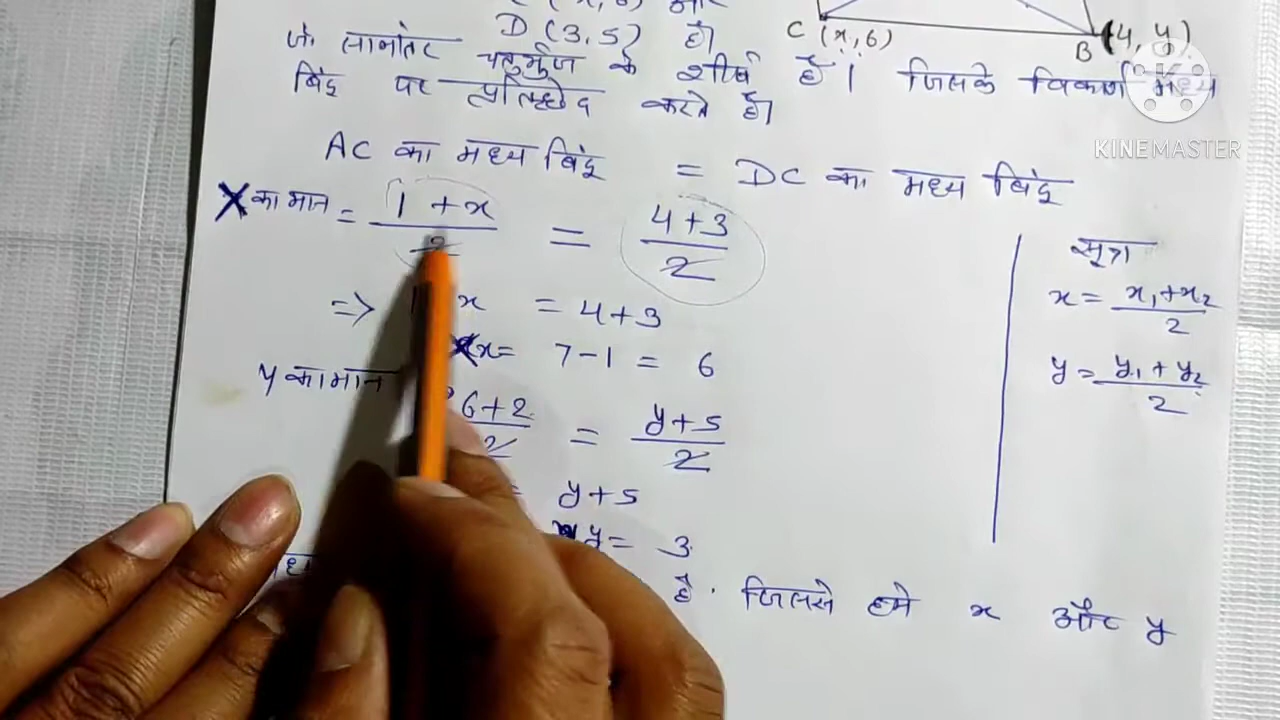 (x, 6) और
D (3, 5) है।
C (x, 6)
B (4, y)
जो सामांतर चतुर्भुज के शीर्ष हैं। जिसके विकर्ण मध्य
बिंदु पर प्रतिच्छेद करते है।
KINEMASTER
AC का मध्य बिंदु = DC का मध्य बिंदु
X का मान = 1 + x / 2 = 4+3 / 2
=> x = 4+3
x = 7-1 = 6
y का मान 6+2 / 2 = y+5 / 2
y+5
y = 3
है. जिससे हमे x और y
सूत्र
x = x₁+x₂ / 2
y = y₁ + y₂ / 2